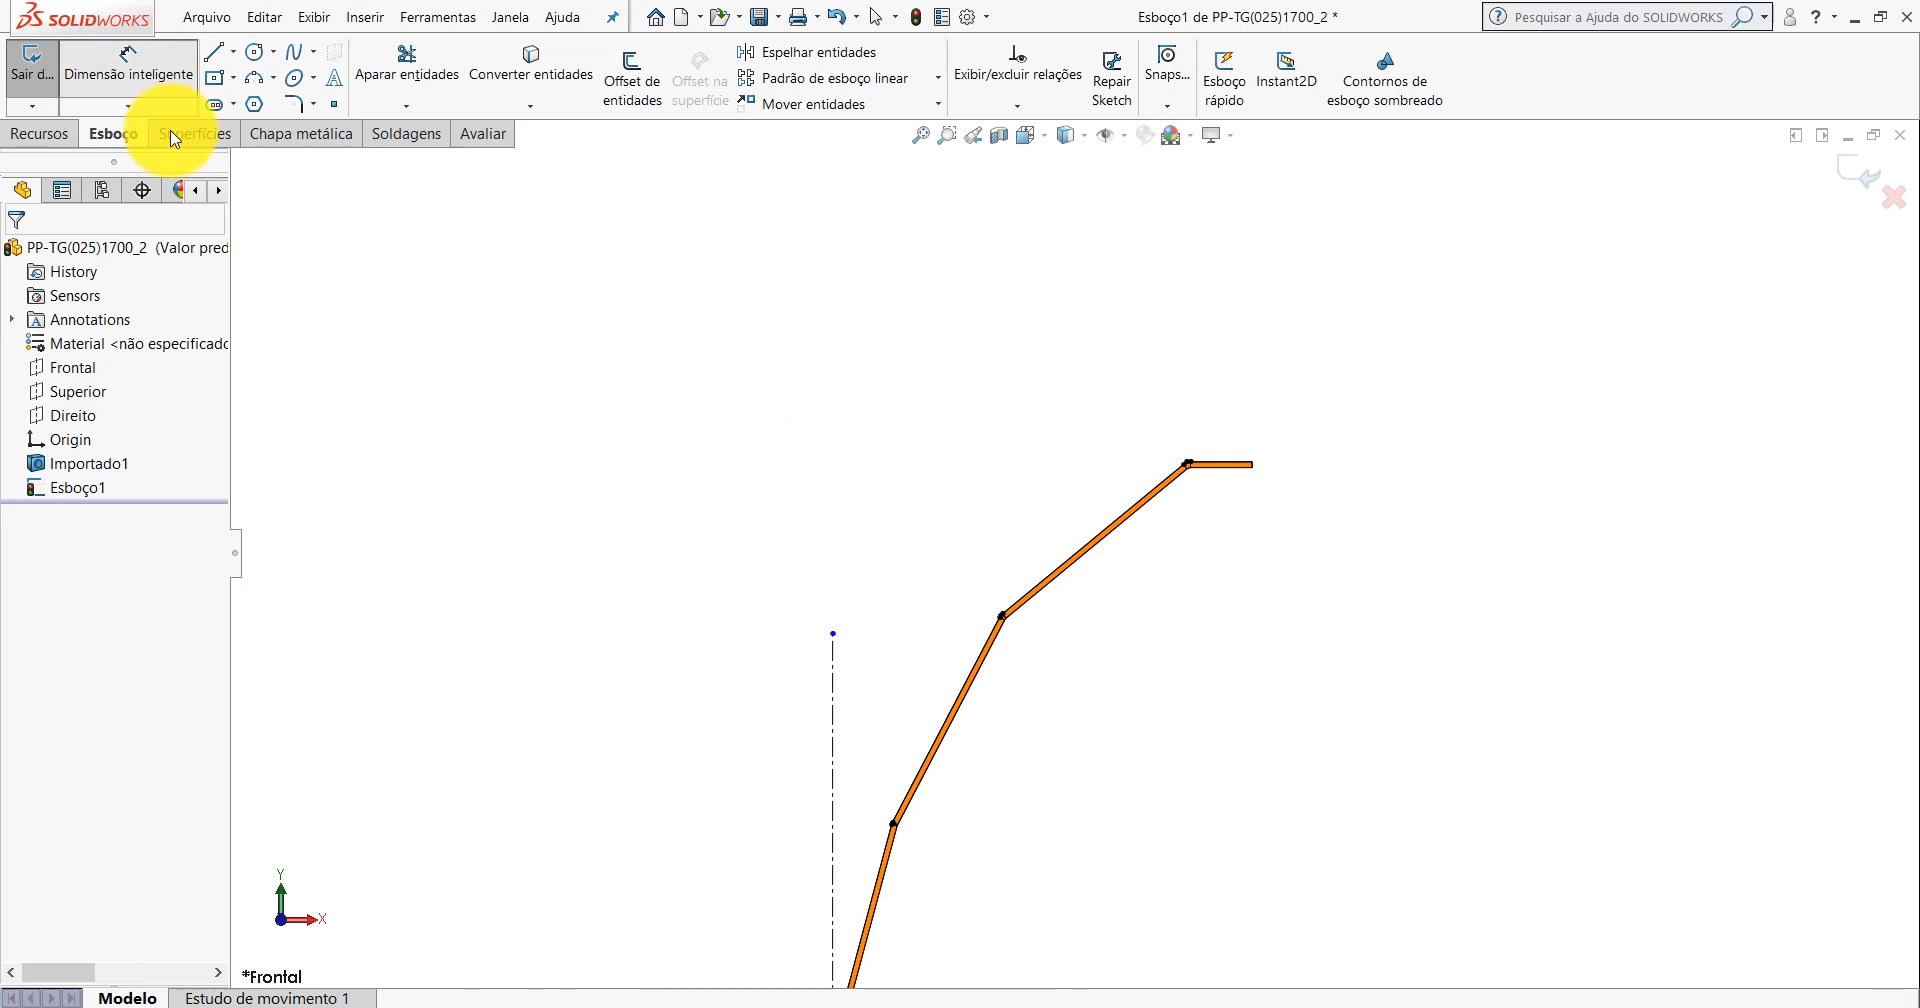 SOLIDWORKS
Arquivo Editar Exibir Inserir Ferramentas Janela Ajuda
Esboço1 de PP-TG(025)1700_2 *
Pesquisar a Ajuda do SOLIDWORKS
Sair d...
Dimensão inteligente
Aparar entidades
Converter entidades
Offset de entidades
Offset na superfície
Espelhar entidades
Padrão de esboço linear
Mover entidades
Exibir/excluir relações
Repair Sketch
Snaps...
Esboço rápido
Instant2D
Contornos de esboço sombreado
Recursos Esboço Superfícies Chapa metálica Soldagens Avaliar
PP-TG(025)1700_2 (Valor pred
History
Sensors
Annotations
Material <não especificado
Frontal
Superior
Direito
Origin
Importado1
Esboço1
Y
X
*Frontal
Modelo Estudo de movimento 1